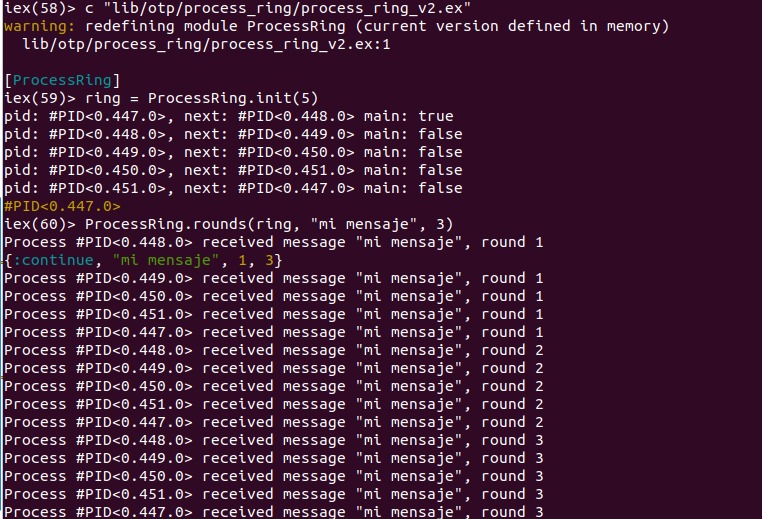 iex(58)> c "lib/otp/process_ring/process_ring_v2.ex"
warning: redefining module ProcessRing (current version defined in memory)
  lib/otp/process_ring/process_ring_v2.ex:1

[ProcessRing]
iex(59)> ring = ProcessRing.init(5)
pid: #PID<0.447.0>, next: #PID<0.448.0> main: true
pid: #PID<0.448.0>, next: #PID<0.449.0> main: false
pid: #PID<0.449.0>, next: #PID<0.450.0> main: false
pid: #PID<0.450.0>, next: #PID<0.451.0> main: false
pid: #PID<0.451.0>, next: #PID<0.447.0> main: false
#PID<0.447.0>
iex(60)> ProcessRing.rounds(ring, "mi mensaje", 3)
Process #PID<0.448.0> received message "mi mensaje", round 1
{:continue, "mi mensaje", 1, 3}
Process #PID<0.449.0> received message "mi mensaje", round 1
Process #PID<0.450.0> received message "mi mensaje", round 1
Process #PID<0.451.0> received message "mi mensaje", round 1
Process #PID<0.447.0> received message "mi mensaje", round 1
Process #PID<0.448.0> received message "mi mensaje", round 2
Process #PID<0.449.0> received message "mi mensaje", round 2
Process #PID<0.450.0> received message "mi mensaje", round 2
Process #PID<0.451.0> received message "mi mensaje", round 2
Process #PID<0.447.0> received message "mi mensaje", round 2
Process #PID<0.448.0> received message "mi mensaje", round 3
Process #PID<0.449.0> received message "mi mensaje", round 3
Process #PID<0.450.0> received message "mi mensaje", round 3
Process #PID<0.451.0> received message "mi mensaje", round 3
Process #PID<0.447.0> received message "mi mensaje", round 3